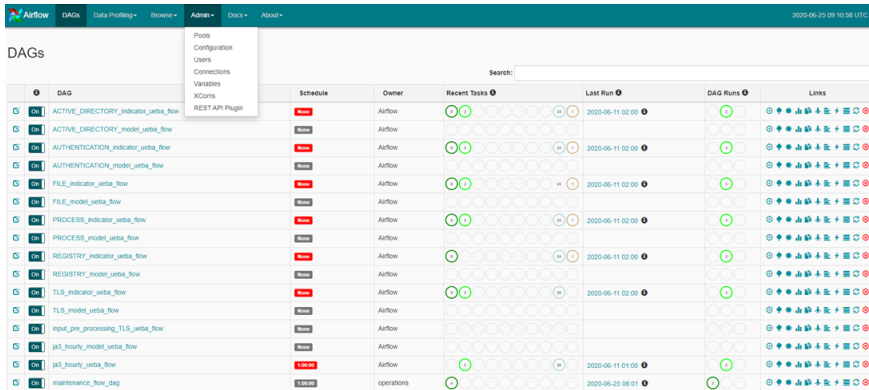 Airflow DAGs Data Profiling Browse Admin Docs About 2020-06-25 09:10:58 UTC
Pools
Configuration
Users
Connections
Variables
XComs
REST API Plugin
DAGs
Search:
DAG Schedule Owner Recent Tasks Last Run DAG Runs Links
On ACTIVE_DIRECTORY_indicator_ueba_flow None Airflow 2020-06-11 02:00
On ACTIVE_DIRECTORY_model_ueba_flow None Airflow
On AUTHENTICATION_indicator_ueba_flow None Airflow 2020-06-11 02:00
On AUTHENTICATION_model_ueba_flow None Airflow
On FILE_indicator_ueba_flow None Airflow 2020-06-11 02:00
On FILE_model_ueba_flow None Airflow
On PROCESS_indicator_ueba_flow None Airflow 2020-06-11 02:00
On PROCESS_model_ueba_flow None Airflow
On REGISTRY_indicator_ueba_flow None Airflow 2020-06-11 02:00
On REGISTRY_model_ueba_flow None Airflow
On TLS_indicator_ueba_flow None Airflow 2020-06-11 02:00
On TLS_model_ueba_flow None Airflow
On input_pre_processing_TLS_ueba_flow None Airflow
On ja3_hourly_model_ueba_flow None Airflow
On ja3_hourly_ueba_flow 1:00:00 Airflow 2020-06-11 01:00
On maintenance_flow_dag 1:00:00 operations 2020-06-25 08:01